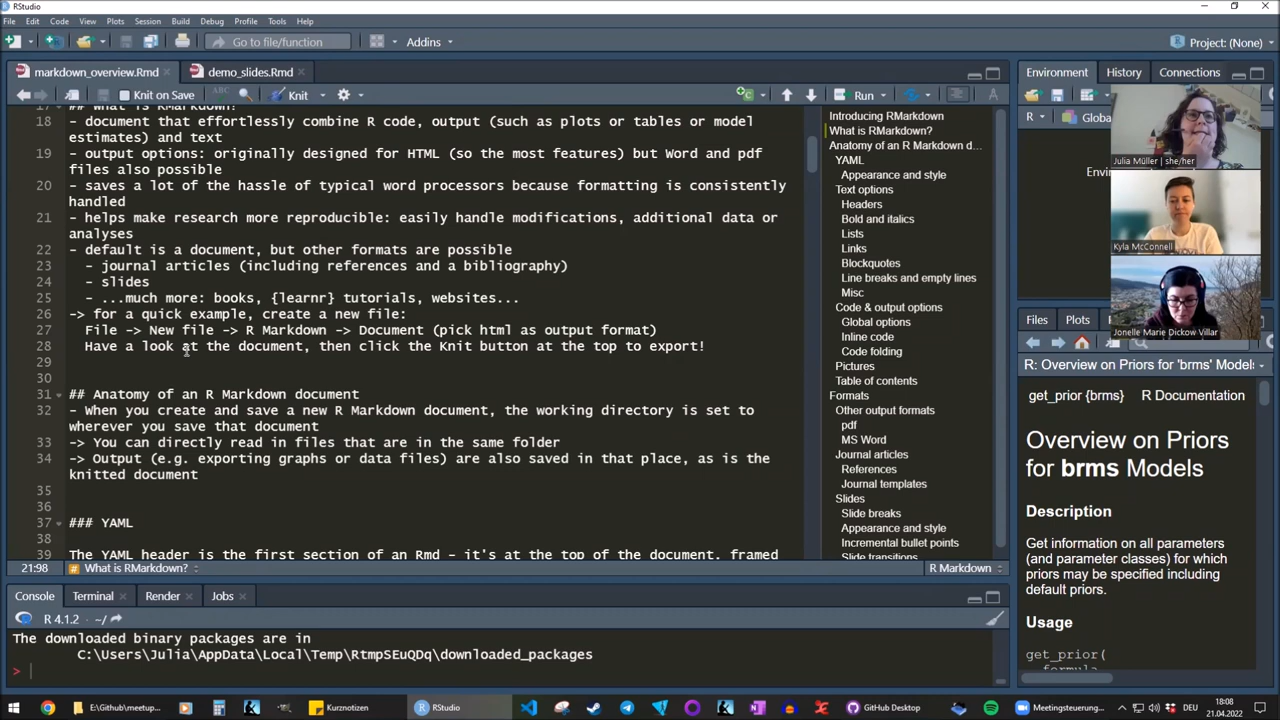 RStudio
File Edit Code View Plots Session Build Debug Profile Tools Help
Go to file/function
Addins
Project: (None)
markdown_overview.Rmd
demo_slides.Rmd
Knit on Save
ABC
Knit
Run
17 ## What is RMarkdown?
18 - document that effortlessly combine R code, output (such as plots or tables or model
estimates) and text
19 - output options: originally designed for HTML (so the most features) but Word and pdf
files also possible
20 - saves a lot of the hassle of typical word processors because formatting is consistently
handled
21 - helps make research more reproducible: easily handle modifications, additional data or
analyses
22 - default is a document, but other formats are possible
23 - journal articles (including references and a bibliography)
24 - slides
25 - ...much more: books, {learnr} tutorials, websites...
26 -> for a quick example, create a new file:
27 File -> New file -> R Markdown -> Document (pick html as output format)
28 Have a look at the document, then click the Knit button at the top to export!
29
30
31 ## Anatomy of an R Markdown document
32 - When you create and save a new R Markdown document, the working directory is set to
wherever you save that document
33 -> You can directly read in files that are in the same folder
34 -> Output (e.g. exporting graphs or data files) are also saved in that place, as is the
knitted document
35
36
37 ### YAML
38
39 The YAML header is the first section of an Rmd - it's at the top of the document, framed
21:98 What is RMarkdown?
R Markdown
Introducing RMarkdown
What is RMarkdown?
Anatomy of an R Markdown d...
YAML
Appearance and style
Text options
Headers
Bold and italics
Lists
Links
Blockquotes
Line breaks and empty lines
Misc
Code & output options
Global options
Inline code
Code folding
Pictures
Table of contents
Formats
Other output formats
pdf
MS Word
Journal articles
References
Journal templates
Slides
Slide breaks
Appearance and style
Incremental bullet points
Slide transitions
Environment History Connections
R Globa
Envi
Julia Müller | she/her
Kyla McConnell
Jonelle Marie Dickow Villar
Files Plots
R: Overview on Priors for 'brms' Models
get_prior {brms} R Documentation
Overview on Priors
for brms Models
Description
Get information on all parameters
(and parameter classes) for which
priors may be specified including
default priors.
Usage
get_prior(
formula,
Console Terminal Render Jobs
R 4.1.2 · ~/
The downloaded binary packages are in
C:\Users\Julia\AppData\Local\Temp\RtmpSEuQDq\downloaded_packages
>
E:\Github\meetup...
Kurznotizen
RStudio
GitHub Desktop
Meetingsteuerung...
DEU
18:08
21.04.2022